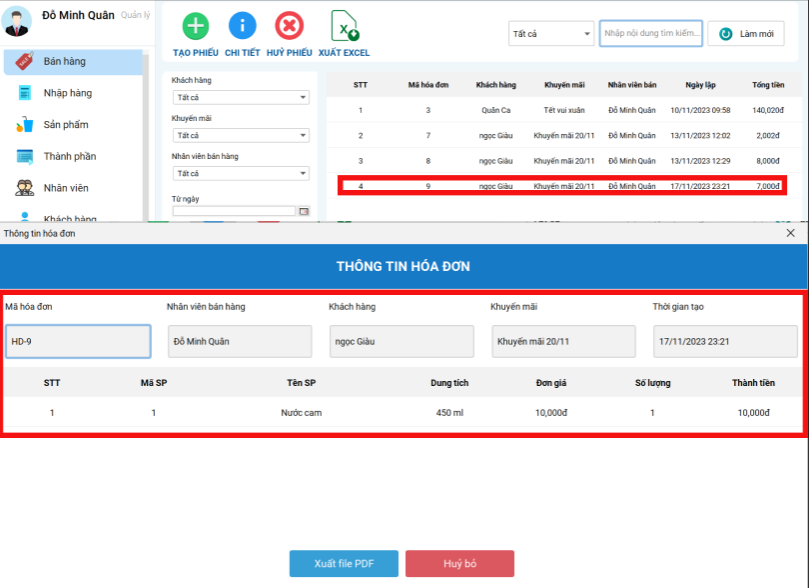 Đỗ Minh Quân Quản lý
TẠO PHIẾU CHI TIẾT HUỶ PHIẾU XUẤT EXCEL
Tất cả
Nhập nội dung tìm kiếm...
Làm mới
Bán hàng
Nhập hàng
Sản phẩm
Thành phần
Nhân viên
Khách hàng
Khách hàng
Tất cả
Khuyến mãi
Tất cả
Nhân viên bán hàng
Tất cả
Từ ngày
STT Mã hóa đơn Khách hàng Khuyến mãi Nhân viên bán Ngày lập Tổng tiền
1 3 Quân Ca Tết vui xuân Đỗ Minh Quân 10/11/2023 09:58 140,020đ
2 7 ngọc Giàu Khuyến mãi 20/11 Đỗ Minh Quân 13/11/2023 12:02 2,002đ
3 8 ngọc Giàu Khuyến mãi 20/11 Đỗ Minh Quân 13/11/2023 12:29 8,000đ
4 9 ngọc Giàu Khuyến mãi 20/11 Đỗ Minh Quân 17/11/2023 23:21 7,000đ
Thông tin hóa đơn
THÔNG TIN HÓA ĐƠN
Mã hóa đơn Nhân viên bán hàng Khách hàng Khuyến mãi Thời gian tạo
HD-9 Đỗ Minh Quân ngọc Giàu Khuyến mãi 20/11 17/11/2023 23:21
STT Mã SP Tên SP Dung tích Đơn giá Số lượng Thành tiền
1 1 Nước cam 450 ml 10,000đ 1 10,000đ
Xuất file PDF Huỷ bỏ